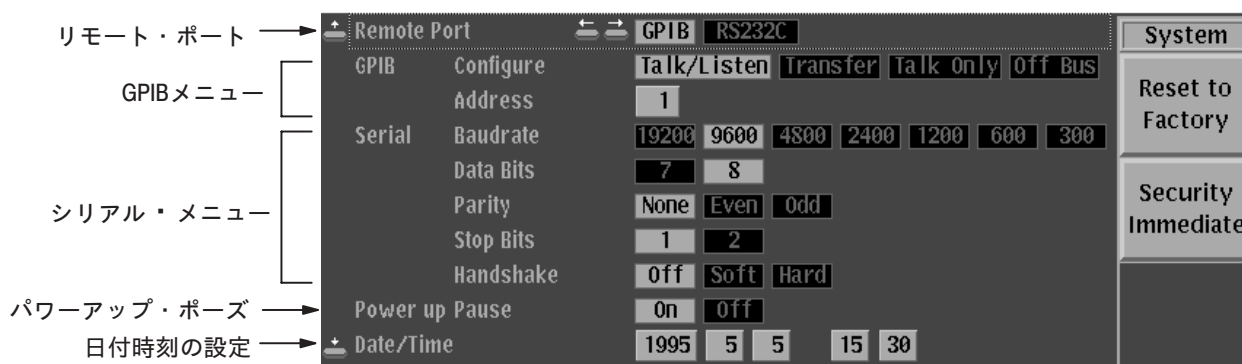 リモート・ポート
Remote Port GPIB RS232C
GPIBメニュー
GPIB Configure Talk/Listen Transfer Talk Only Off Bus
Address 1
シリアル・メニュー
Serial Baudrate 19200 9600 4800 2400 1200 600 300
Data Bits 7 8
Parity None Even Odd
Stop Bits 1 2
Handshake Off Soft Hard
パワーアップ・ポーズ
Power up Pause On Off
日付時刻の設定
Date/Time 1995 5 5 15 30
System
Reset to
Factory
Security
Immediate